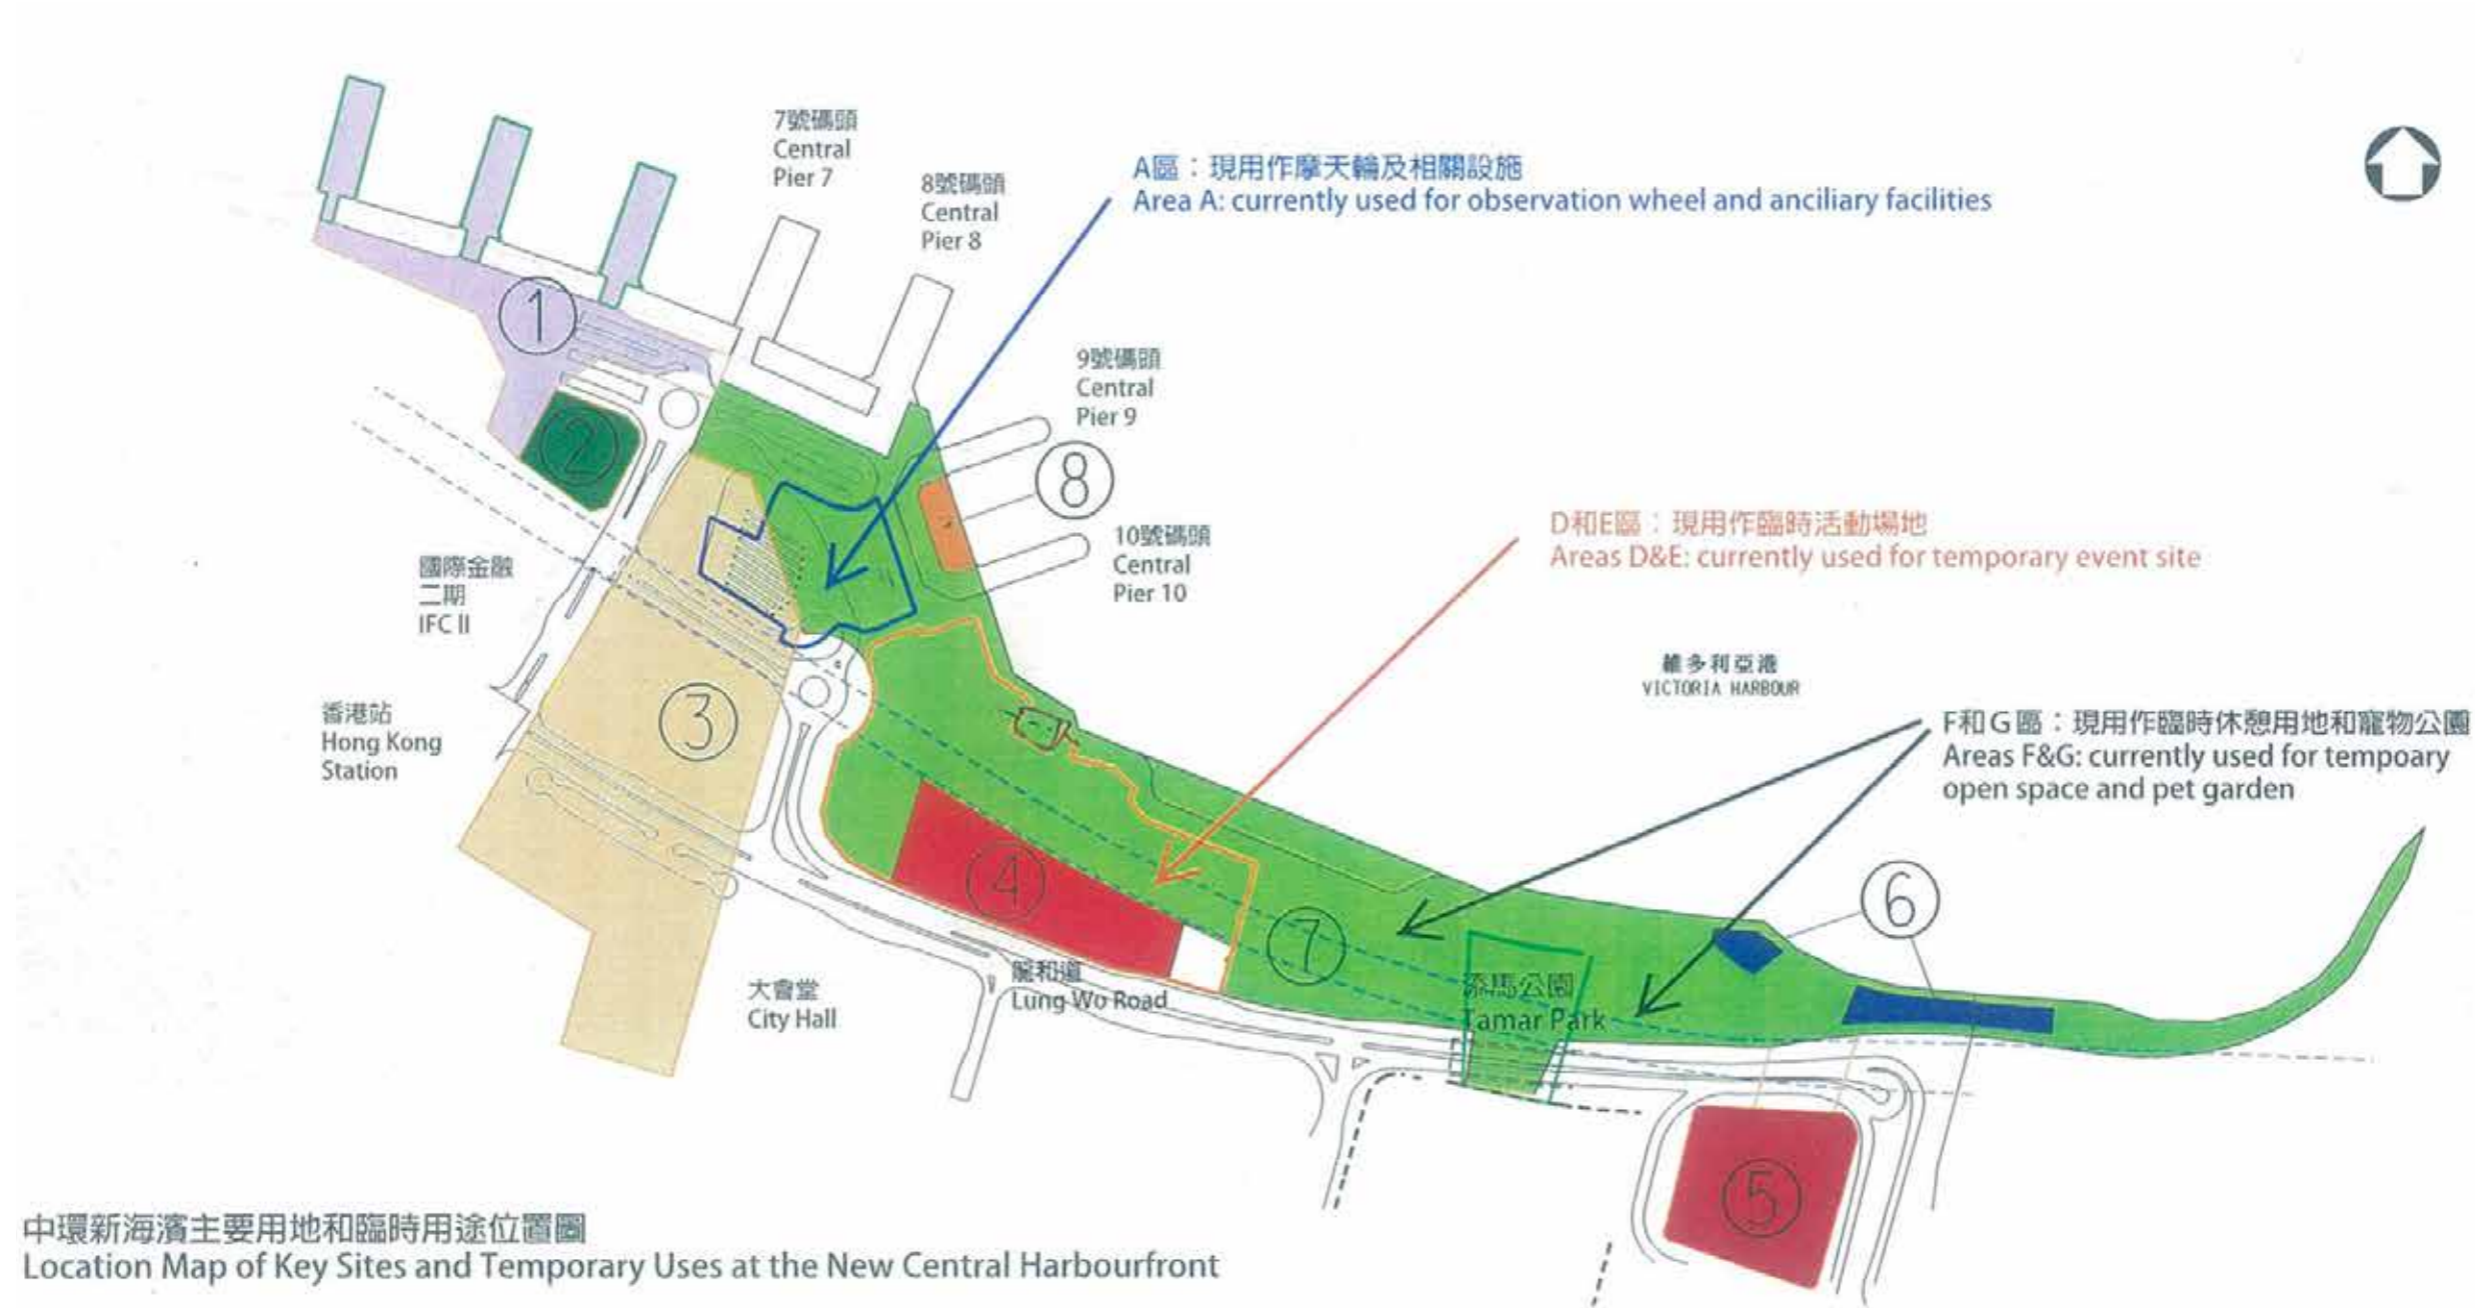 7號碼頭
Central
Pier 7
8號碼頭
Central
Pier 8
A區：現用作摩天輪及相關設施
Area A: currently used for observation wheel and anciliary facilities
1
2
9號碼頭
Central
Pier 9
8
10號碼頭
Central
Pier 10
D和E區：現用作臨時活動場地
Areas D&E: currently used for temporary event site
國際金融
二期
IFC II
維多利亞港
VICTORIA HARBOUR
香港站
Hong Kong
Station
3
F和G區：現用作臨時休憩用地和寵物公園
Areas F&G: currently used for tempoary
open space and pet garden
4
6
7
大會堂
City Hall
龍和道
Lung Wo Road
添馬公園
Tamar Park
5
中環新海濱主要用地和臨時用途位置圖
Location Map of Key Sites and Temporary Uses at the New Central Harbourfront